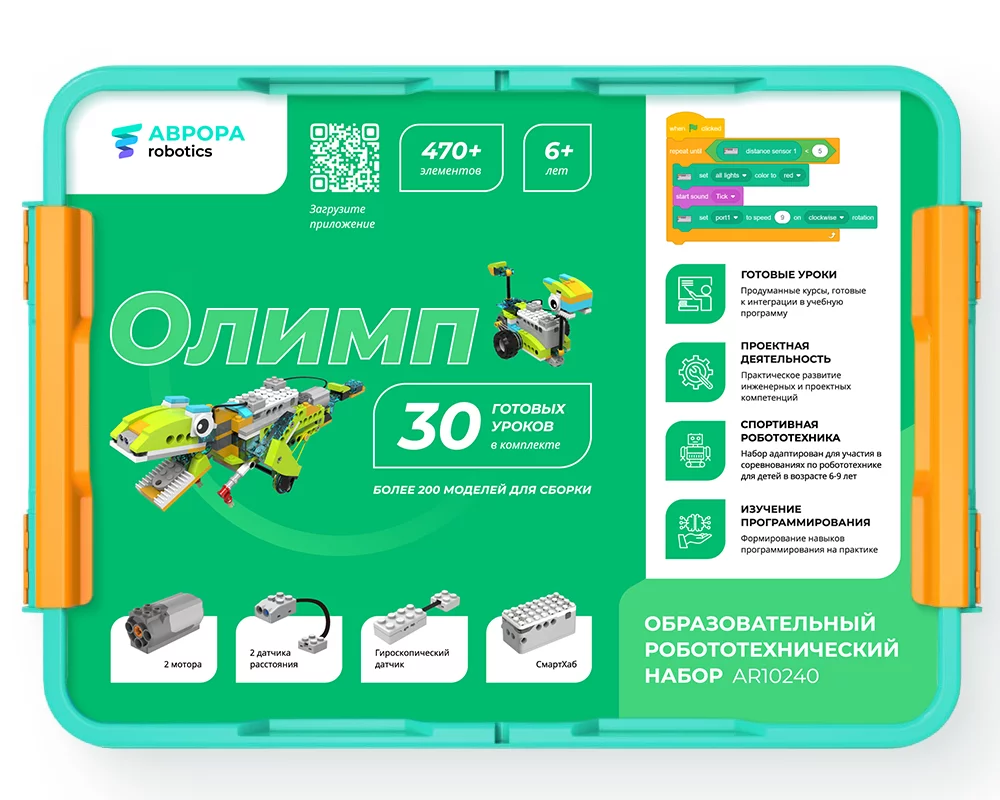 АВРОРА
robotics
Загрузите
приложение
470+
элементов
6+
лет
when clicked
repeat until distance sensor 1 < 5
set all lights color to red
start sound Tick
set port1 to speed 9 on clockwise rotation
Олимп
30
ГОТОВЫХ
УРОКОВ
в комплекте
БОЛЕЕ 200 МОДЕЛЕЙ ДЛЯ СБОРКИ
ГОТОВЫЕ УРОКИ
Продуманные курсы, готовые
к интеграции в учебную
программу
ПРОЕКТНАЯ
ДЕЯТЕЛЬНОСТЬ
Практическое развитие
инженерных и проектных
компетенций
СПОРТИВНАЯ
РОБОТОТЕХНИКА
Набор адаптирован для участия в
соревнованиях по робототехнике
для детей в возрасте 6-9 лет
ИЗУЧЕНИЕ
ПРОГРАММИРОВАНИЯ
Формирование навыков
программирования на практике
2 мотора
2 датчика
расстояния
Гироскопический
датчик
СмартХаб
ОБРАЗОВАТЕЛЬНЫЙ
РОБОТОТЕХНИЧЕСКИЙ
НАБОР AR10240